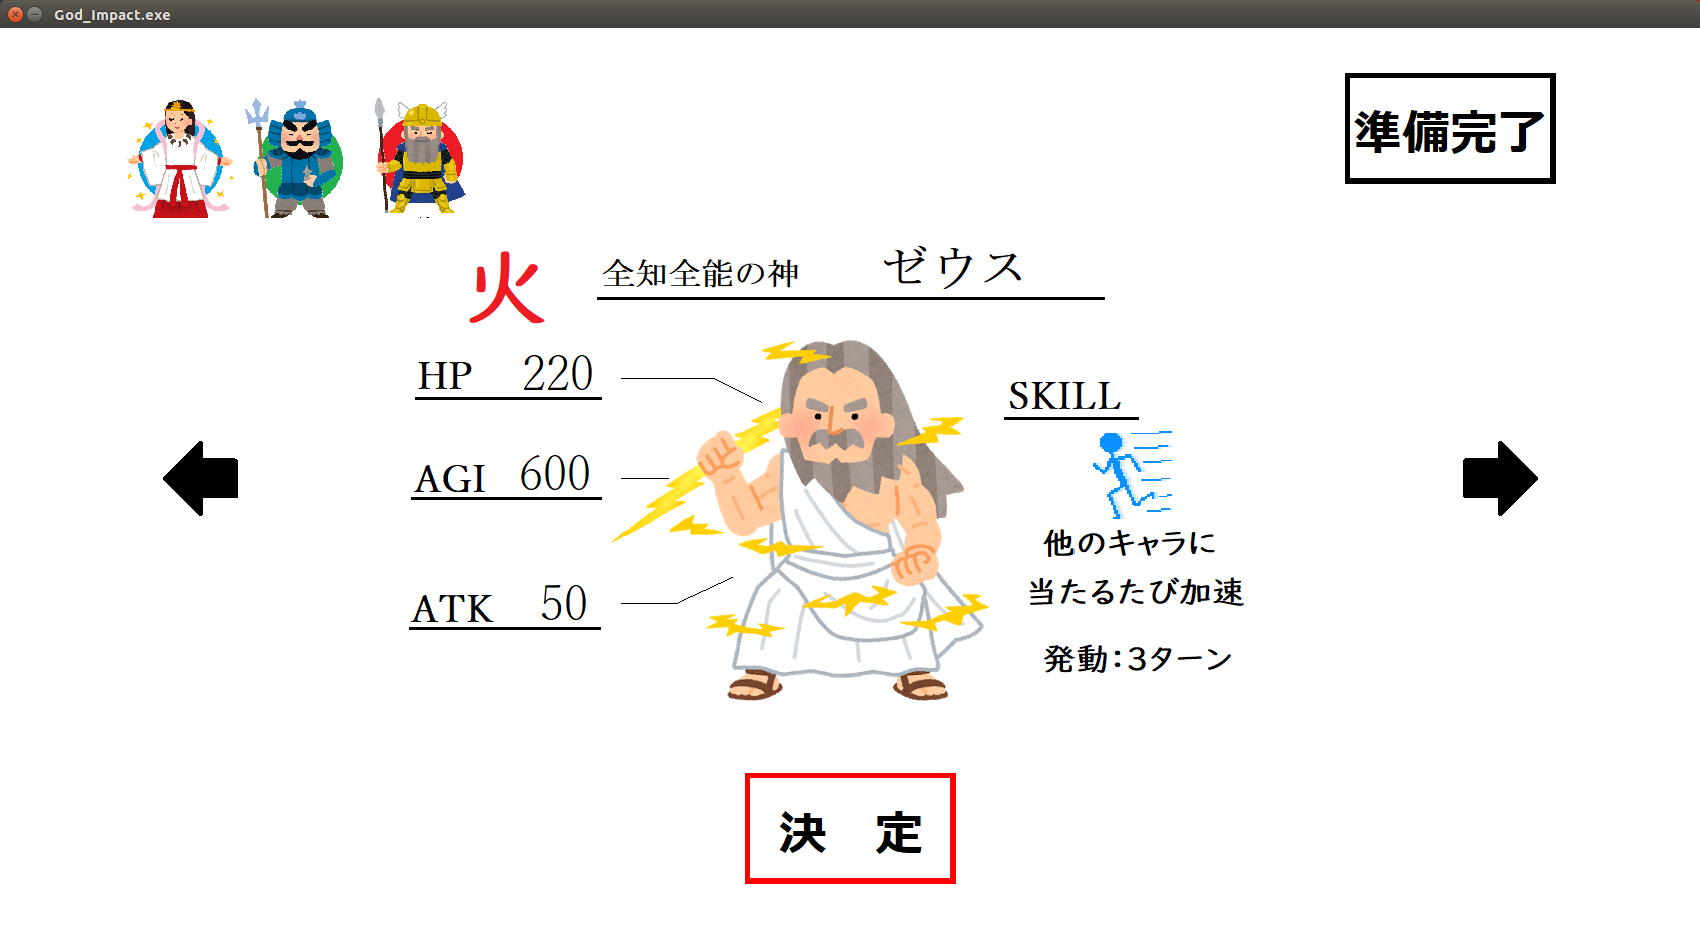 God_Impact.exe
準備完了
火
全知全能の神 ゼウス
HP 220
AGI 600
ATK 50
SKILL
他のキャラに
当たるたび加速
発動：3ターン
決 定